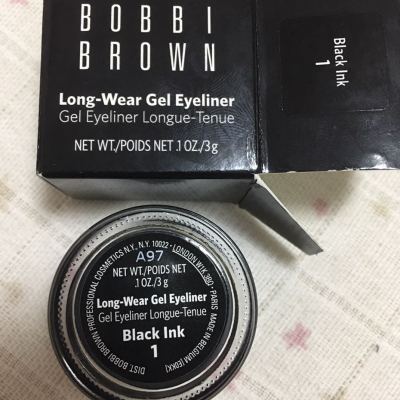 BOBBI
BROWN
Long-Wear Gel Eyeliner
Gel Eyeliner Longue-Tenue
NET WT./POIDS NET .1 OZ./3 g
Black Ink
1
DIST. BOBBI BROWN PROFESSIONAL COSMETICS N.Y., N.Y. 10022 • LONDON W1K 3BQ • PARIS MADE IN BELGIUM (E0XX)
A97
NET WT./POIDS NET
.1 OZ./3 g
Long-Wear Gel Eyeliner
Gel Eyeliner Longue-Tenue
Black Ink
1